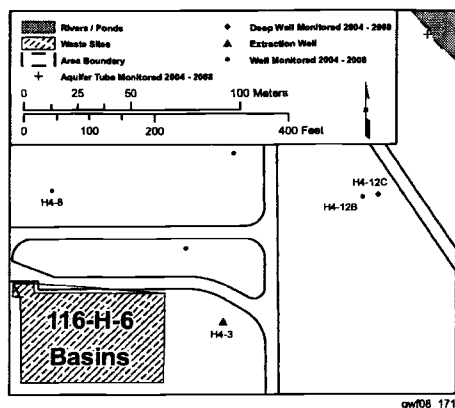 Rivers / Ponds
Waste Sites
Area Boundary
Aquifer Tube Monitored 2004 - 2008
Deep Well Monitored 2004 - 2008
Extraction Well
Well Monitored 2004 - 2008
0 25 50 100 Meters
0 100 200 400 Feet
H4-8
H4-12C
H4-12B
116-H-6
Basins
H4-3
gwf08_171